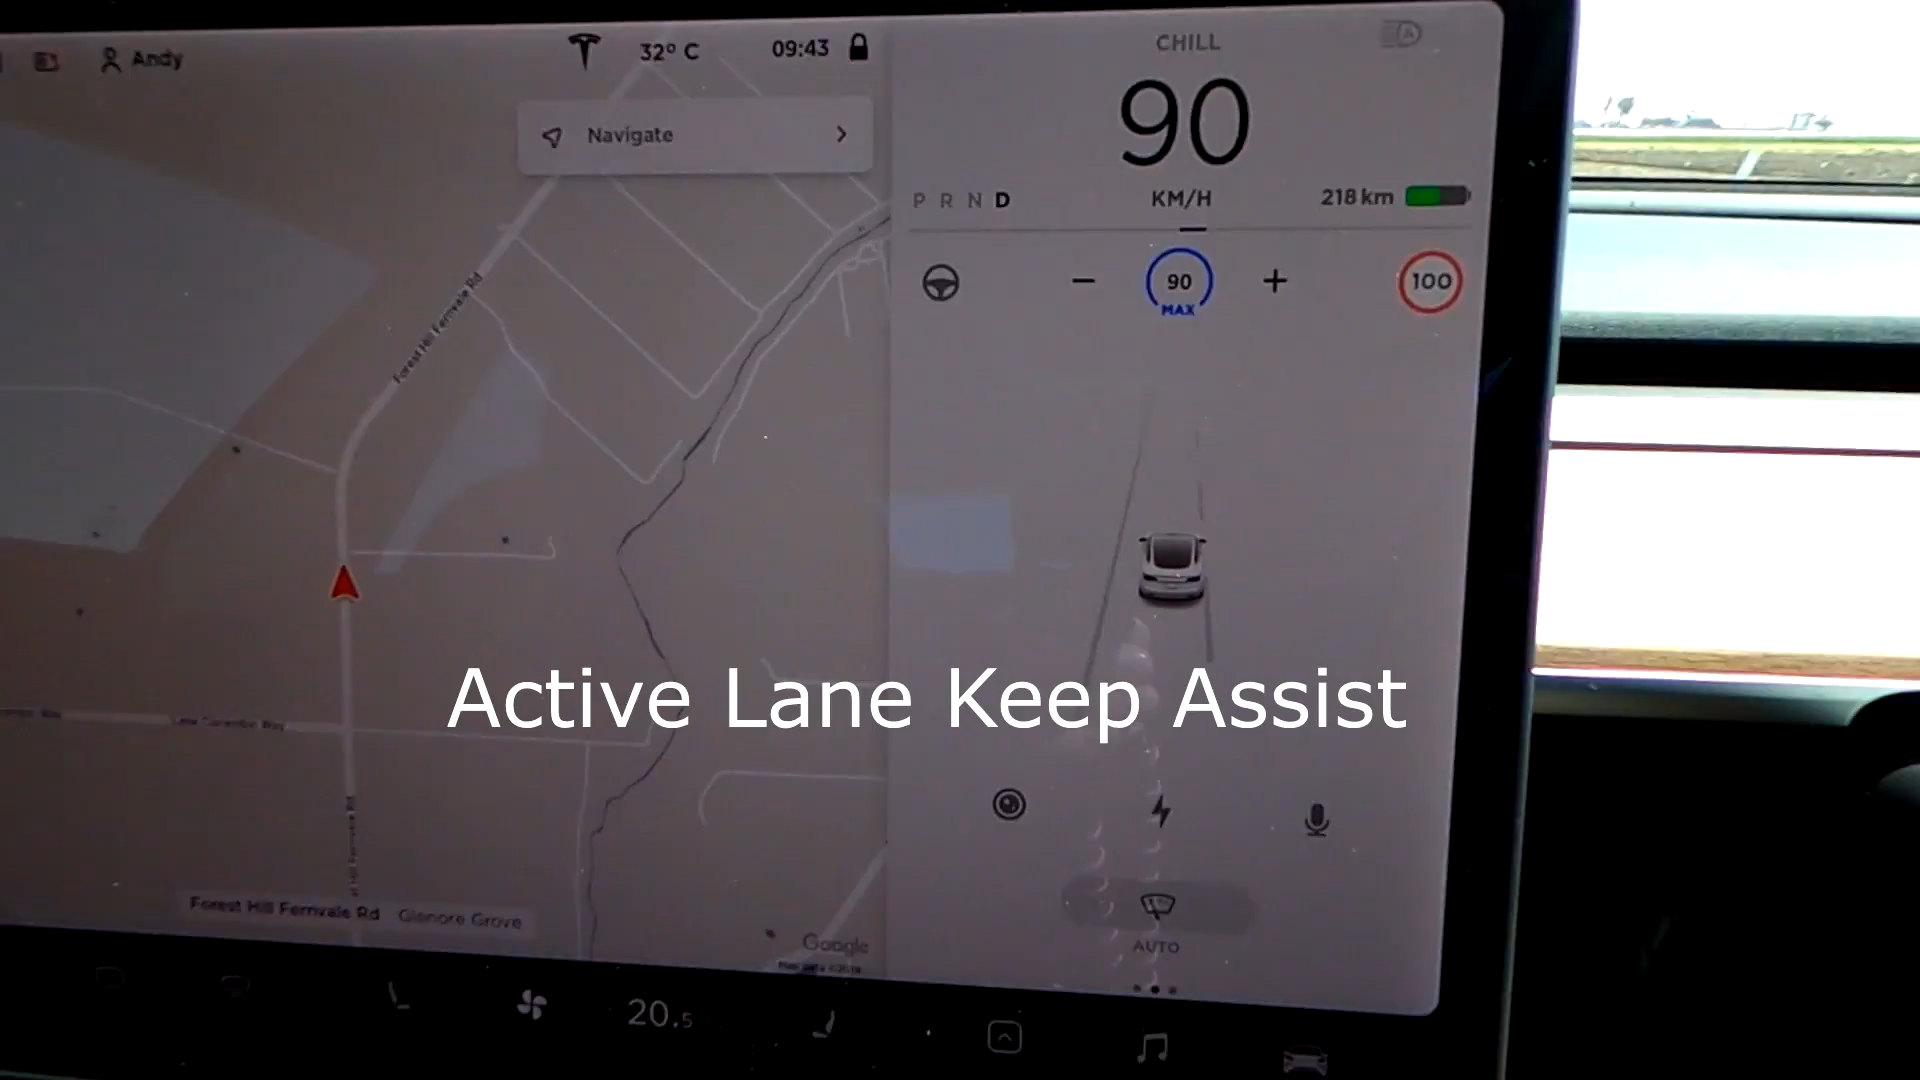 Andy
32° C
09:43
Navigate
CHILL
90
KM/H
P R N D
218 km
90
MAX
100
Forest Hill Fernvale Rd
Active Lane Keep Assist
Forest Hill Fernvale Rd Glenore Grove
Google
AUTO
20.5